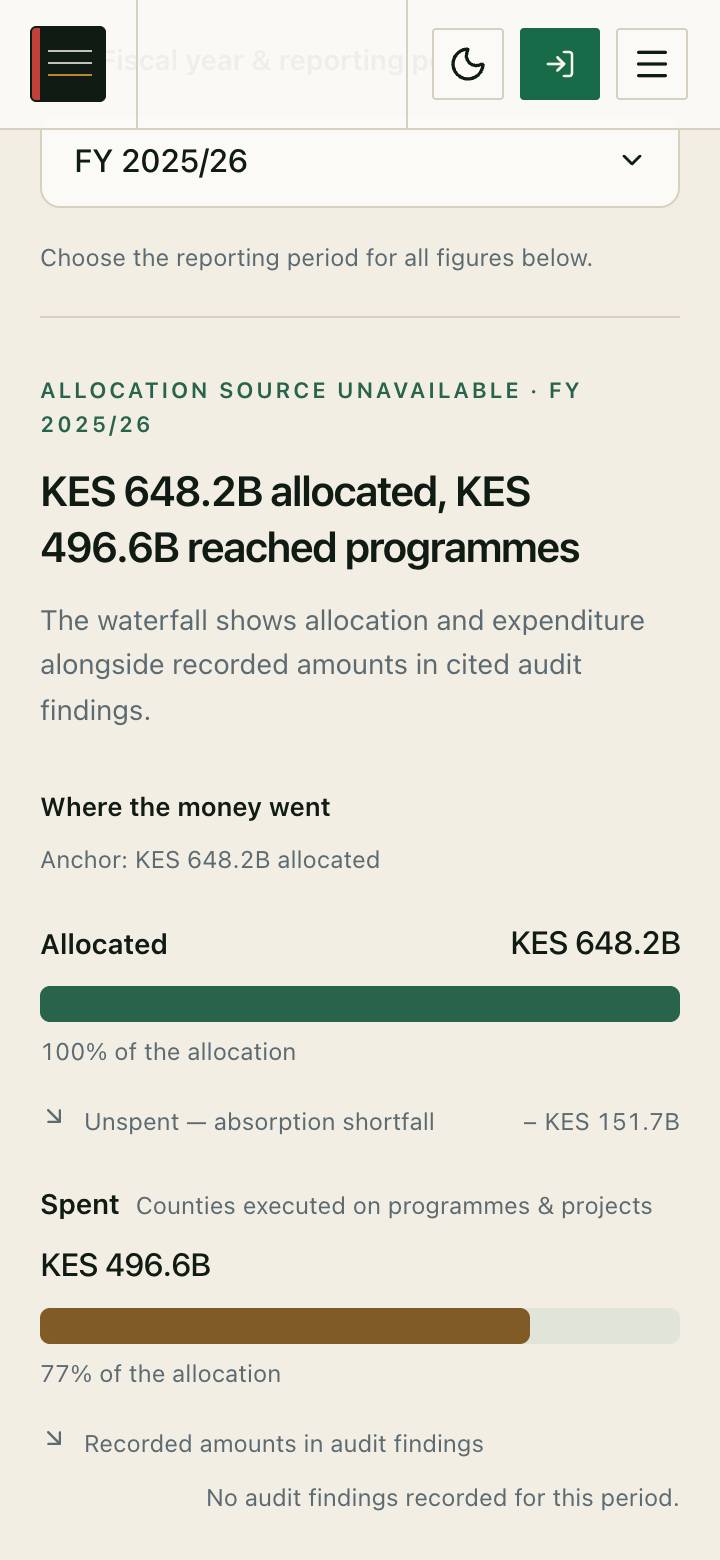 Fiscal year & reporting
FY 2025/26
Choose the reporting period for all figures below.
ALLOCATION SOURCE UNAVAILABLE · FY
2025/26
KES 648.2B allocated, KES
496.6B reached programmes
The waterfall shows allocation and expenditure
alongside recorded amounts in cited audit
findings.
Where the money went
Anchor: KES 648.2B allocated
Allocated KES 648.2B
100% of the allocation
Unspent — absorption shortfall – KES 151.7B
Spent Counties executed on programmes & projects
KES 496.6B
77% of the allocation
Recorded amounts in audit findings
No audit findings recorded for this period.